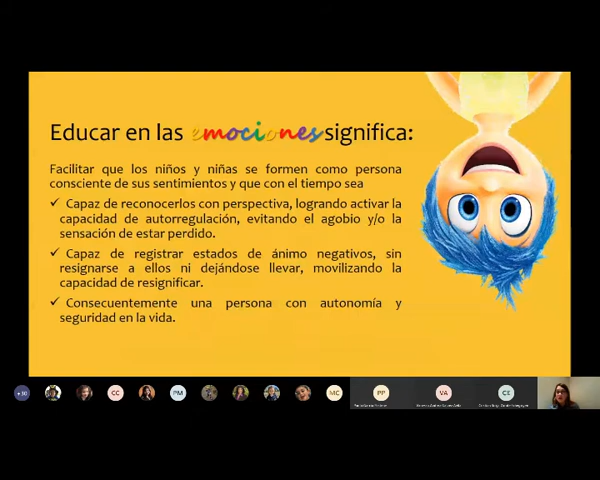 Educar en las emociones significa:
Facilitar que los niños y niñas se formen como persona
consciente de sus sentimientos y que con el tiempo sea
✓ Capaz de reconocerlos con perspectiva, logrando activar la
capacidad de autorregulación, evitando el agobio y/o la
sensación de estar perdido.
✓ Capaz de registrar estados de ánimo negativos, sin
resignarse a ellos ni dejándose llevar, movilizando la
capacidad de resignificar.
✓ Consecuentemente una persona con autonomía y
seguridad en la vida.
+30
CC
PM
MC
PP
VA
CE